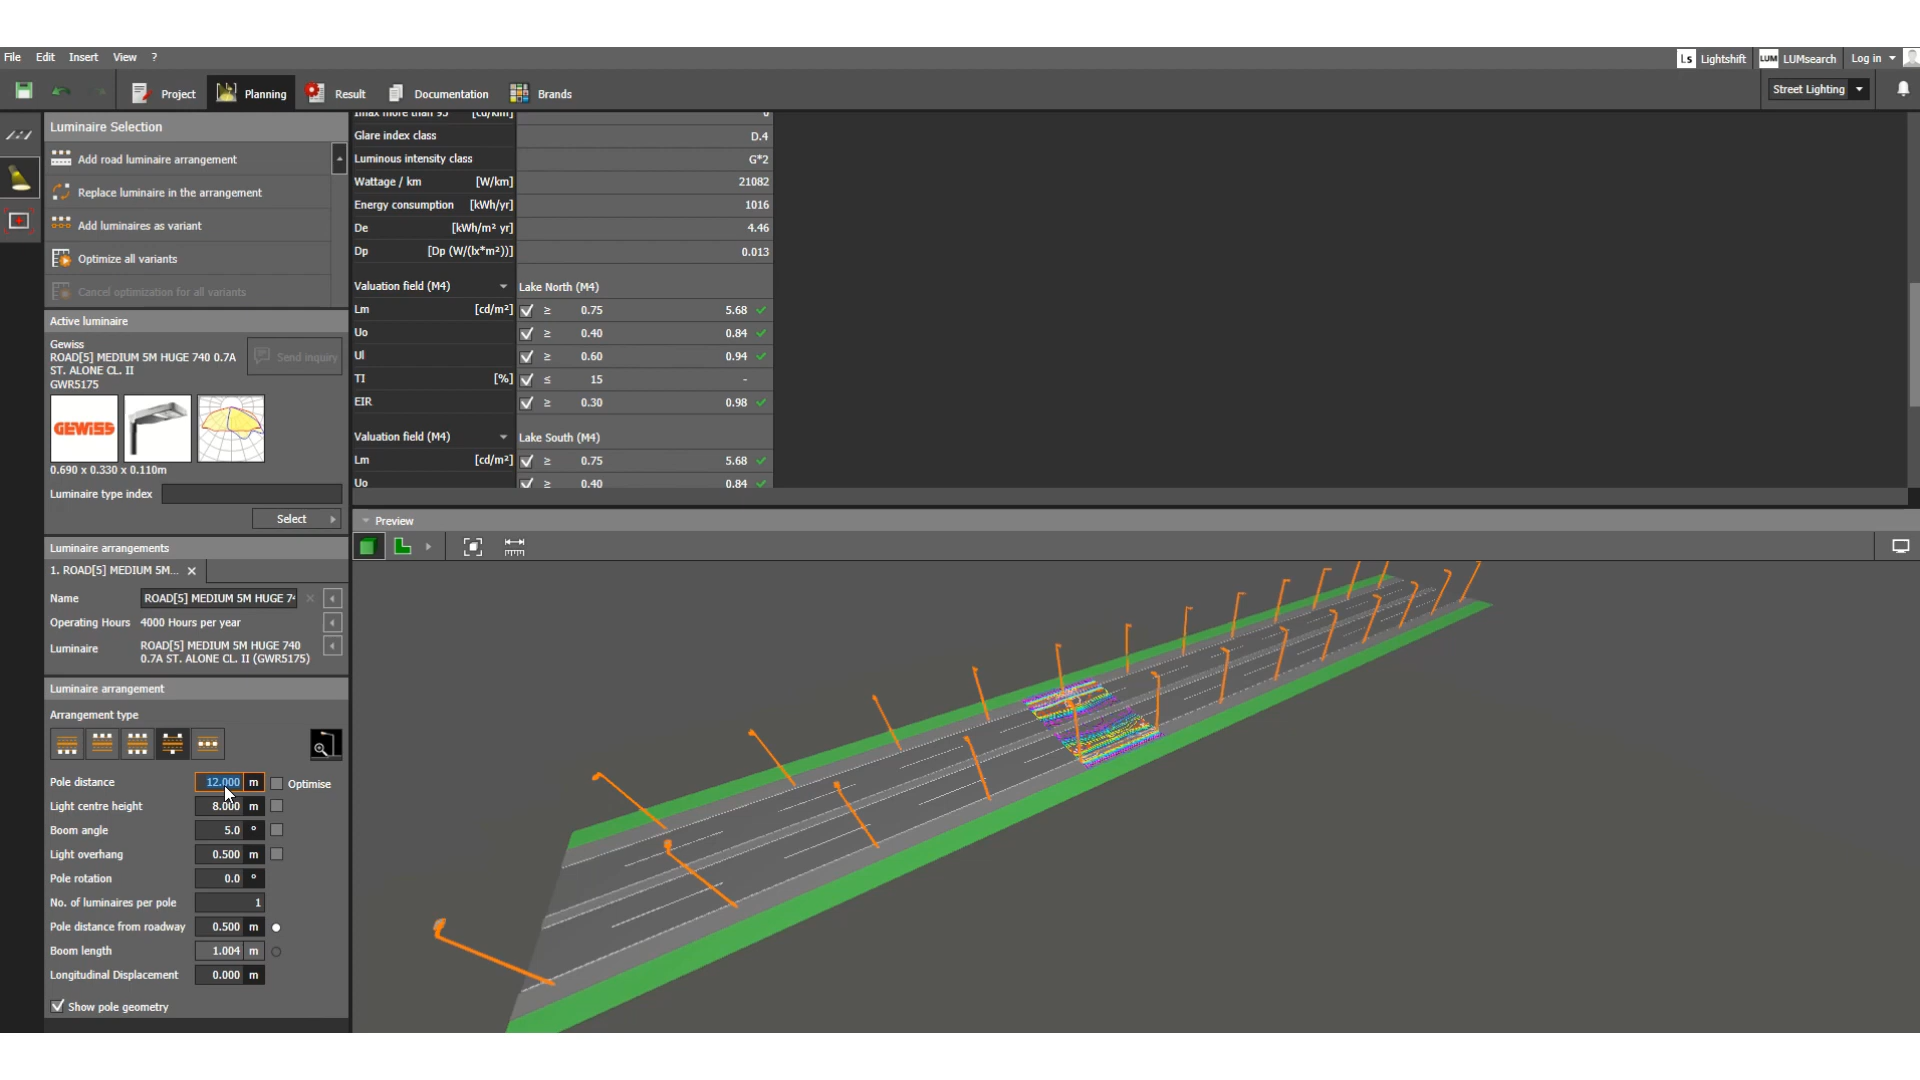 File Edit Insert View ?
Ls Lightshift LUM LUMsearch Log in
Project Planning Result Documentation Brands
Street Lighting
Luminaire Selection
Add road luminaire arrangement
Replace luminaire in the arrangement
Add luminaires as variant
Optimize all variants
Cancel optimization for all variants
Active luminaire
Gewiss
ROAD[5] MEDIUM 5M HUGE 740 0.7A
ST. ALONE CL. II
GWR5175
Send inquiry
GEWISS
0.690 x 0.330 x 0.110m
Luminaire type index
Select
Luminaire arrangements
1. ROAD[5] MEDIUM 5M...
Name ROAD[5] MEDIUM 5M HUGE 74
Operating Hours 4000 Hours per year
Luminaire ROAD[5] MEDIUM 5M HUGE 740
0.7A ST. ALONE CL. II (GWR5175)
Luminaire arrangement
Arrangement type
Pole distance 12.000 m Optimise
Light centre height 8.000 m
Boom angle 5.0 °
Light overhang 0.500 m
Pole rotation 0.0 °
No. of luminaires per pole 1
Pole distance from roadway 0.500 m
Boom length 1.004 m
Longitudinal Displacement 0.000 m
Show pole geometry
Imax more than 95 [cd/klm] 0
Glare index class D.4
Luminous intensity class G*2
Wattage / km [W/km] 21082
Energy consumption [kWh/yr] 1016
De [kWh/m² yr] 4.46
Dp [Dp (W/(lx*m²))] 0.013
Valuation field (M4) Lake North (M4)
Lm [cd/m²] ≥ 0.75 5.68
Uo ≥ 0.40 0.84
Ul ≥ 0.60 0.94
TI [%] ≤ 15 -
EIR ≥ 0.30 0.98
Valuation field (M4) Lake South (M4)
Lm [cd/m²] ≥ 0.75 5.68
Uo ≥ 0.40 0.84
Preview